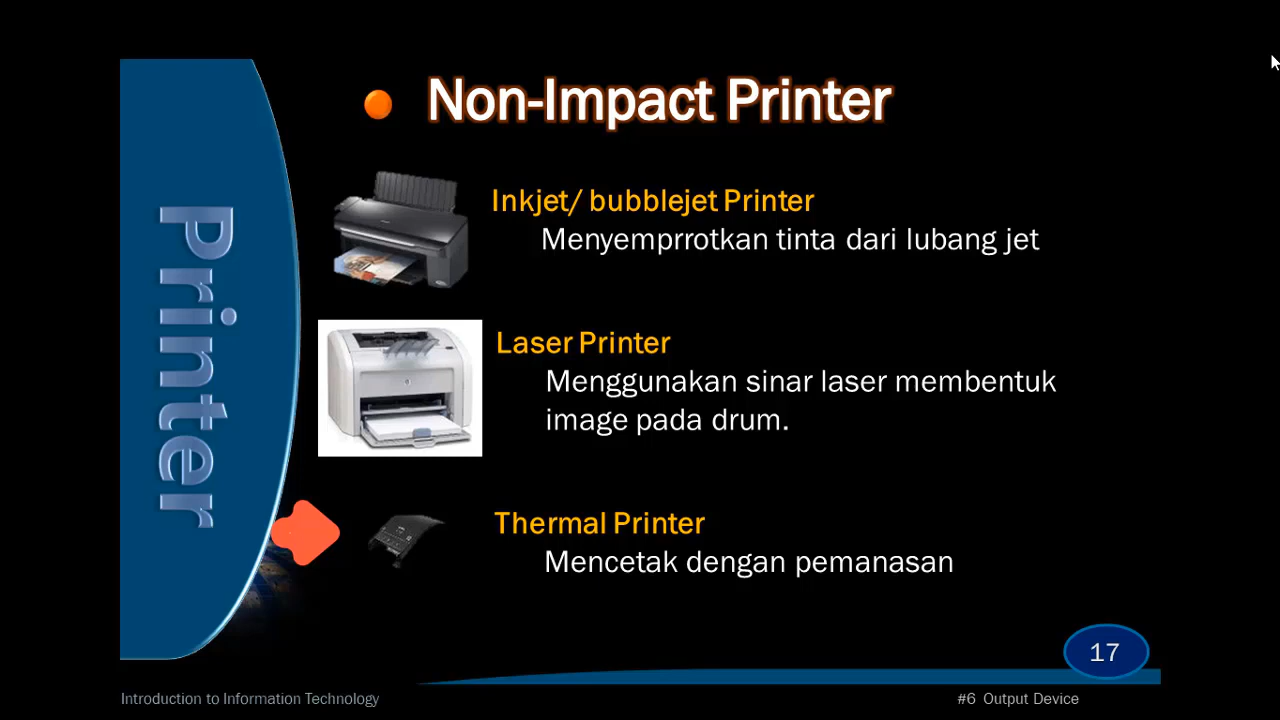 Non-Impact Printer
Printer
Inkjet/ bubblejet Printer
Menyemprrotkan tinta dari lubang jet
Laser Printer
Menggunakan sinar laser membentuk
image pada drum.
Thermal Printer
Mencetak dengan pemanasan
17
Introduction to Information Technology
#6 Output Device